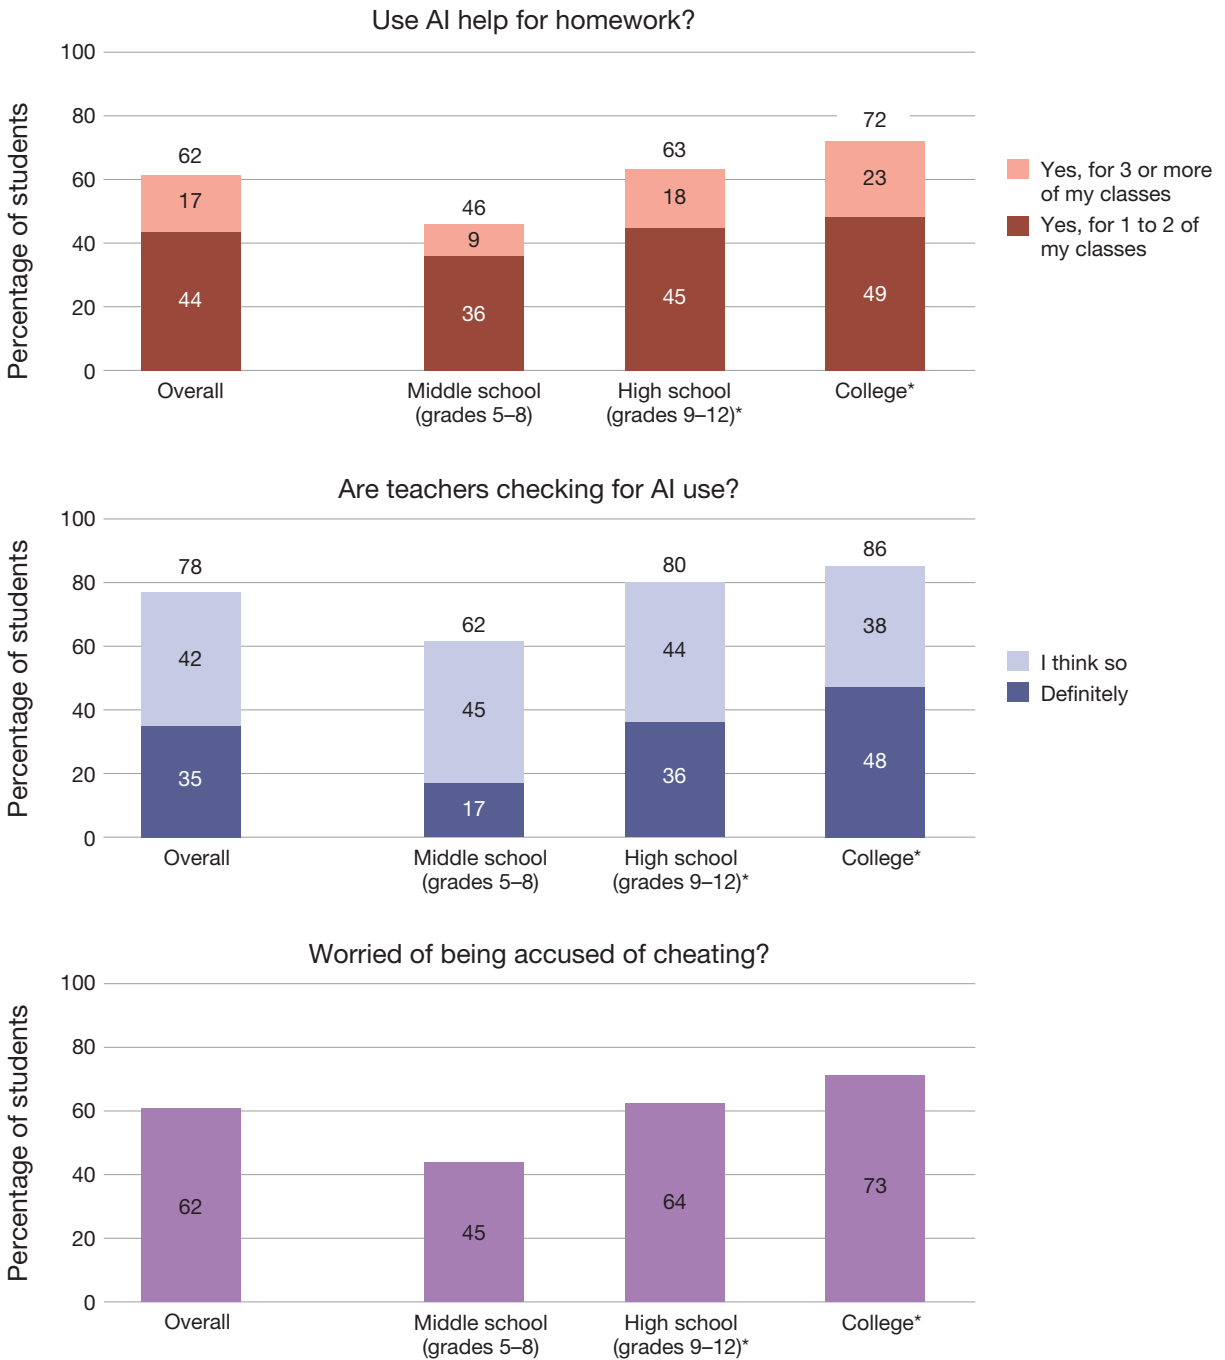 Use AI help for homework?
Percentage of students
100
80
60
40
20
0
62
17
44
46
9
36
63
18
45
72
23
49
Overall
Middle school
(grades 5–8)
High school
(grades 9–12)*
College*
Yes, for 3 or more
of my classes
Yes, for 1 to 2 of
my classes
Are teachers checking for AI use?
Percentage of students
100
80
60
40
20
0
78
42
35
62
45
17
80
44
36
86
38
48
Overall
Middle school
(grades 5–8)
High school
(grades 9–12)*
College*
I think so
Definitely
Worried of being accused of cheating?
Percentage of students
100
80
60
40
20
0
62
45
64
73
Overall
Middle school
(grades 5–8)
High school
(grades 9–12)*
College*